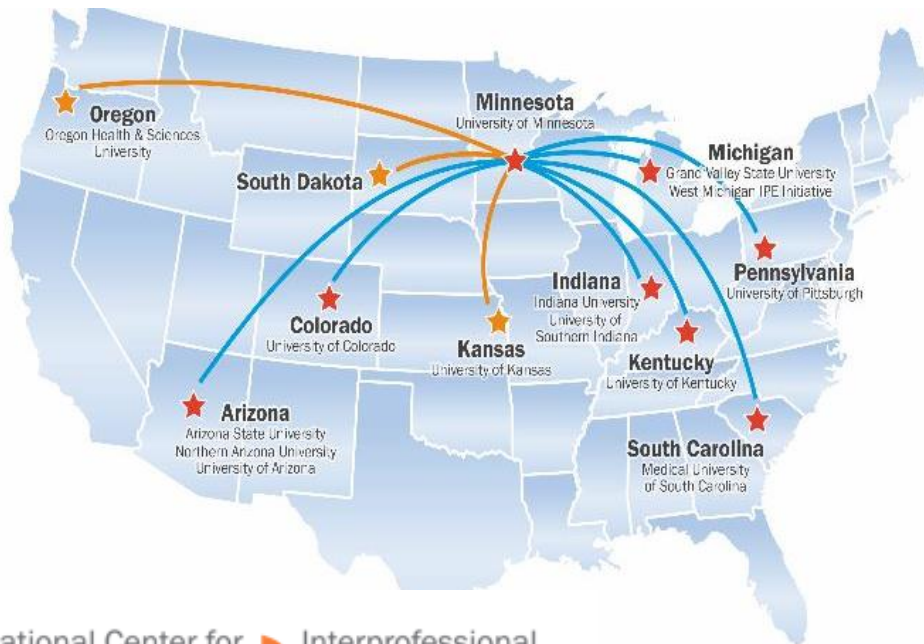 Minnesota
University of Minnesota
Oregon
Oregon Health & Sciences
University
Michigan
Grand Valley State University
West Michigan IPE Initiative
South Dakota
Pennsylvania
University of Pittsburgh
Indiana
Indiana University
University of
Southern Indiana
Colorado
University of Colorado
Kansas
University of Kansas
Kentucky
University of Kentucky
Arizona
Arizona State University
Northern Arizona University
University of Arizona
South Carolina
Medical University
of South Carolina
ational Center for Interprofessional